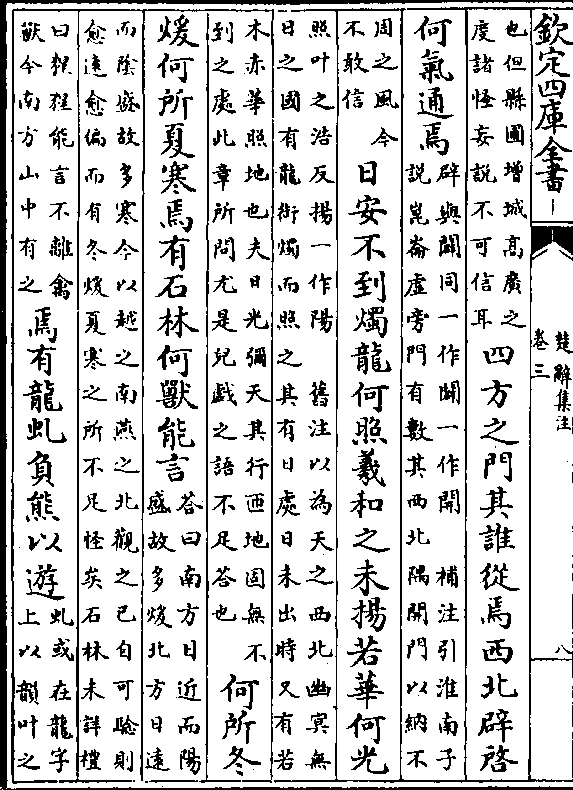 欽定四庫全書
楚辭集注
卷三
八
也但縣圃增城高廣之
度諸怪妄說不可信耳
四方之門其誰從焉西北辟啓
何氣通焉
辟與闢同一作闢一作開 補注引淮南子
說崑崙虛旁門有數其西北隅開門以納不
周之風今
不敢信
日安不到燭龍何照羲和之未揚若華何光
照叶之浩反揚一作陽 舊注以為天之西北幽冥無
日之國有龍銜燭而照之其有日處日未出時又有若
木亦華照地也夫日光彌天其行匝地固無不
到之處此章所問尤是兒戲之語不足答也
何所冬
煖何所夏寒焉有石林何獸能言
答曰南方日近而陽
盛故多煖北方日遠
而陰盛故多寒今以越之南燕之北觀之已自可驗則
愈遠愈偏而有冬煖夏寒之所不足怪矣石林未詳禮
曰猩猩能言不離禽
獸今南方山中有之
焉有龍虬負熊以遊
虬或在龍字
上以韻叶之